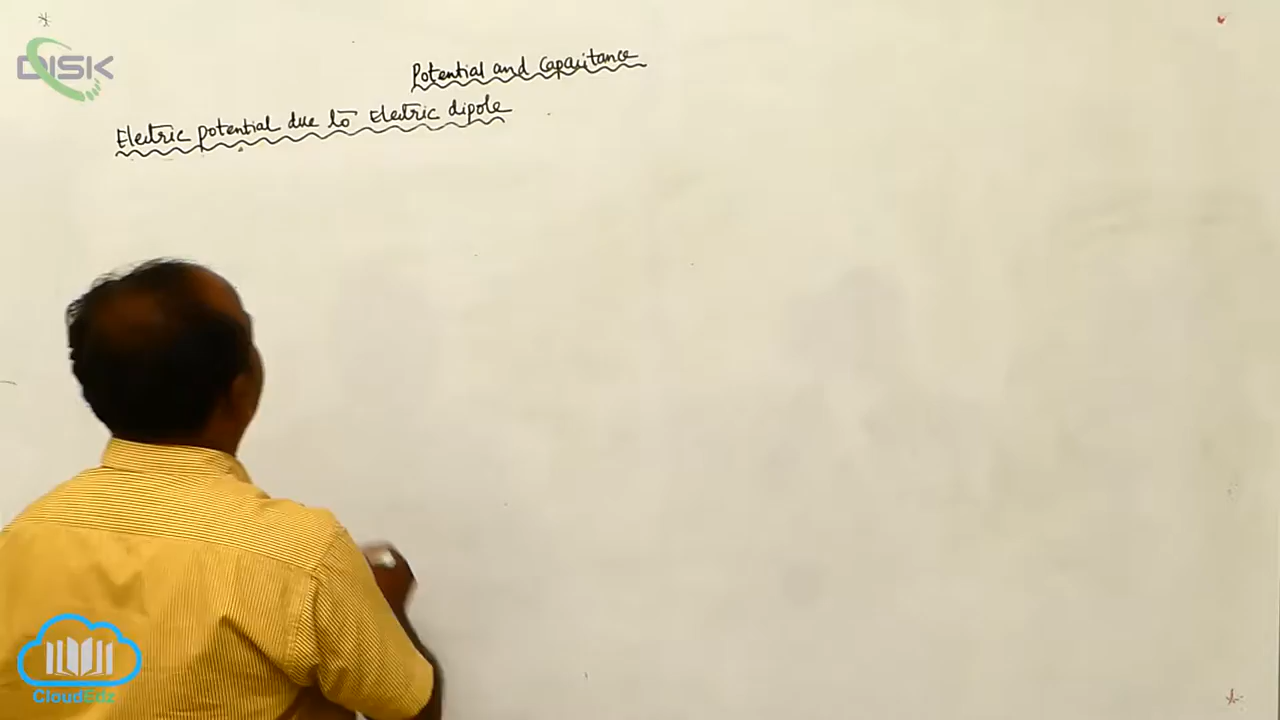 DISK
Potential and Capacitance
Electric potential due to Electric dipole
CloudEdz